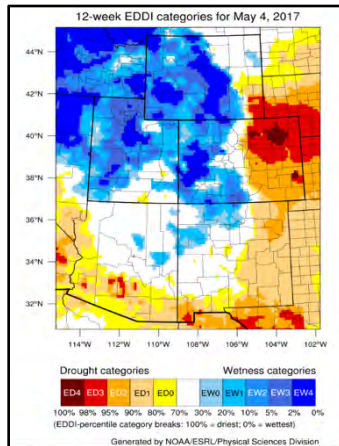 12-week EDDI categories for May 4, 2017
44°N
42°N
40°N
38°N
36°N
34°N
32°N
114°W 112°W 110°W 108°W 106°W 104°W 102°W
Drought categories Wetness categories
ED4 ED3 ED2 ED1 ED0 EW0 EW1 EW2 EW3 EW4
100% 98% 95% 90% 80% 70% 30% 20% 10% 5% 2% 0%
(EDDI-percentile category breaks: 100% = driest; 0% = wettest)
Generated by NOAA/ESRL/Physical Sciences Division